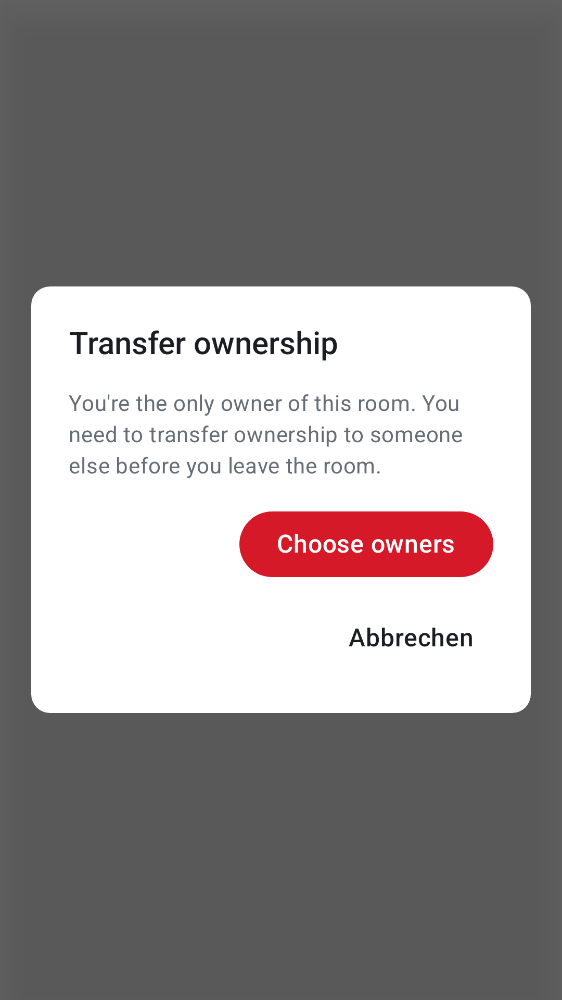 Transfer ownership
You're the only owner of this room. You
need to transfer ownership to someone
else before you leave the room.
Choose owners
Abbrechen